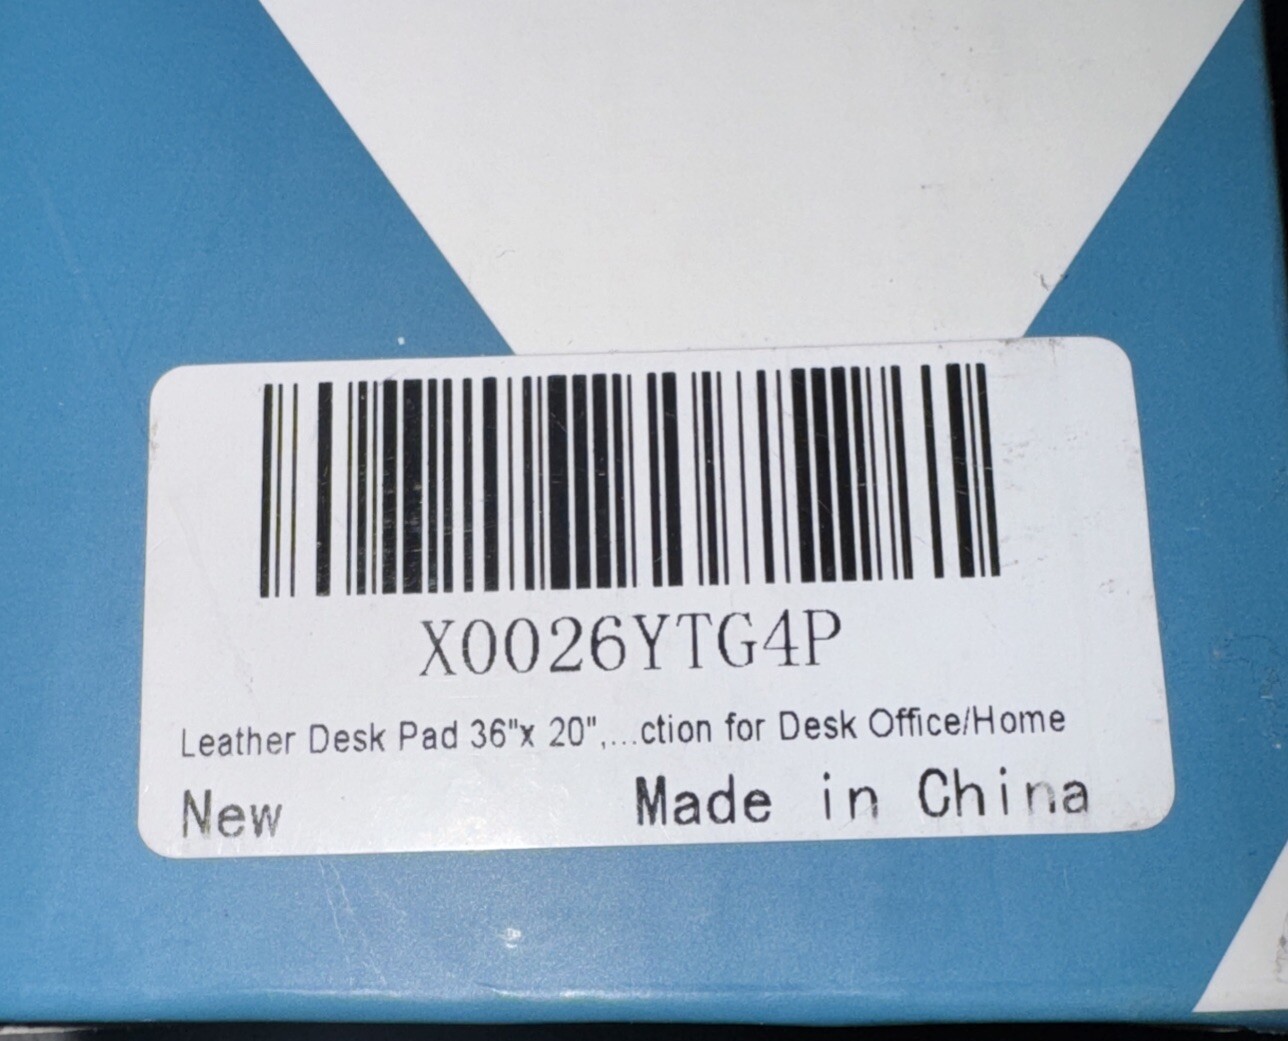 X0026YTG4P
Leather Desk Pad 36"x 20",...ction for Desk Office/Home
New Made in China